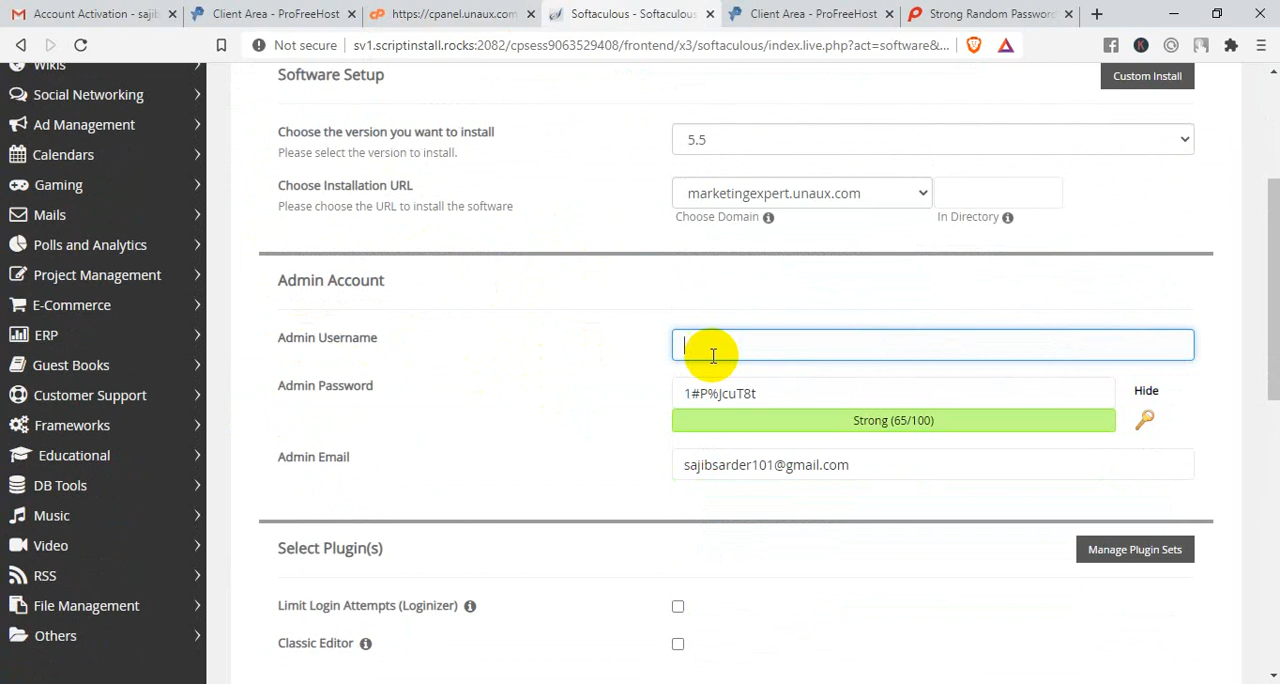 Account Activation - sajib
Client Area - ProFreeHost
https://cpanel.unaux.com
Softaculous - Softaculous
Client Area - ProFreeHost
Strong Random Password
Not secure
sv1.scriptinstall.rocks:2082/cpsess9063529408/frontend/x3/softaculous/index.live.php?act=software&...
Wikis
Social Networking
Ad Management
Calendars
Gaming
Mails
Polls and Analytics
Project Management
E-Commerce
ERP
Guest Books
Customer Support
Frameworks
Educational
DB Tools
Music
Video
RSS
File Management
Others
Software Setup
Custom Install
Choose the version you want to install
Please select the version to install.
5.5
Choose Installation URL
Please choose the URL to install the software
marketingexpert.unaux.com
Choose Domain
In Directory
Admin Account
Admin Username
Admin Password
1#P%JcuT8t
Hide
Strong (65/100)
Admin Email
sajibsarder101@gmail.com
Select Plugin(s)
Manage Plugin Sets
Limit Login Attempts (Loginizer)
Classic Editor